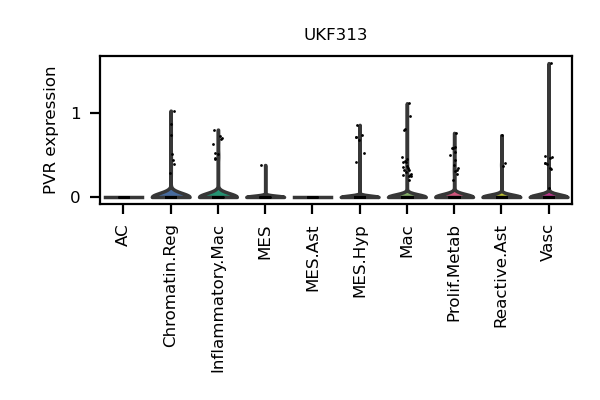 UKF313
PVR expression
1
0
AC
Chromatin.Reg
Inflammatory.Mac
MES
MES.Ast
MES.Hyp
Mac
Prolif.Metab
Reactive.Ast
Vasc